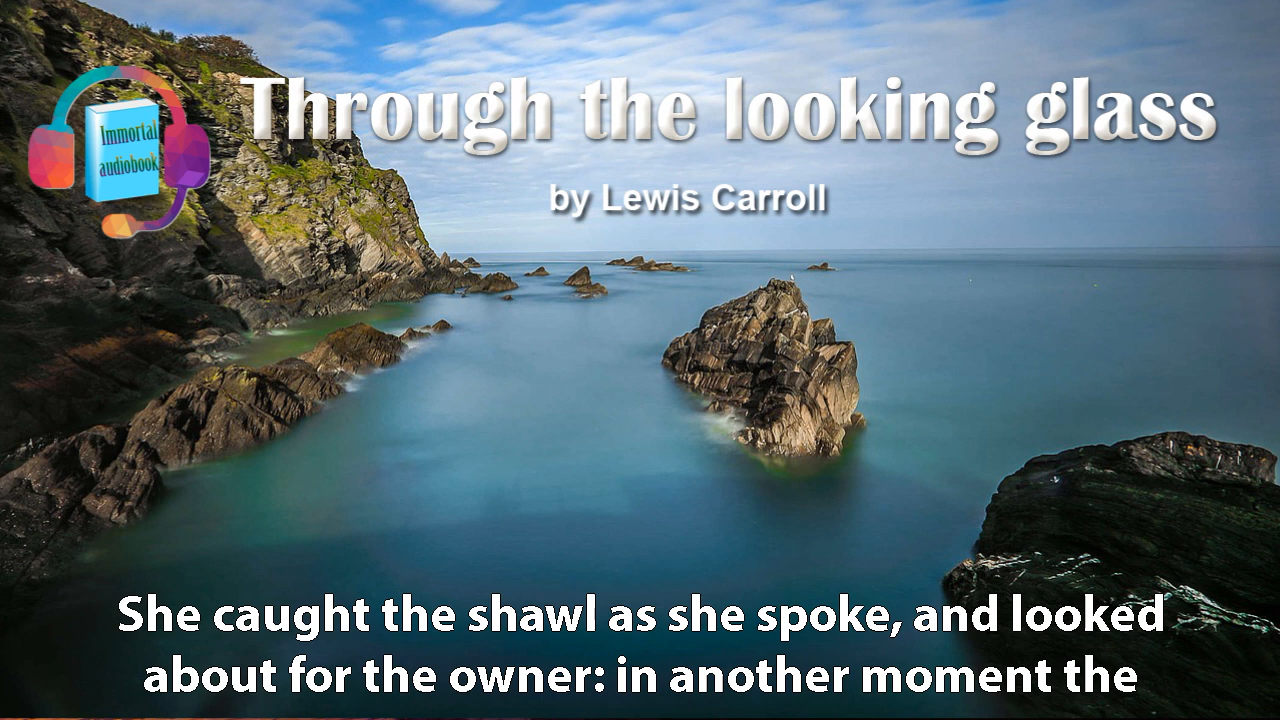 Through the looking glass
Immortal
audiobook
by Lewis Carroll
She caught the shawl as she spoke, and looked
about for the owner: in another moment the